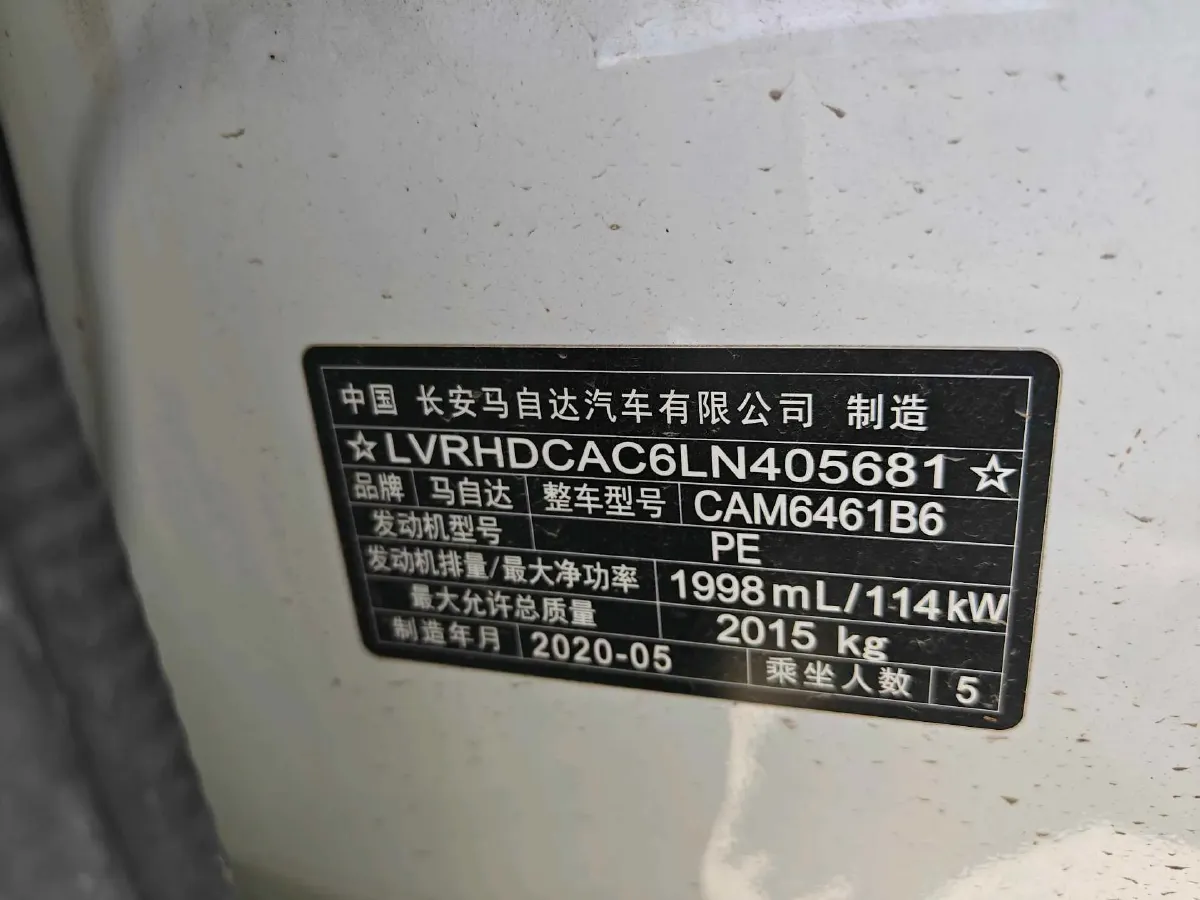 中国 长安马自达汽车有限公司 制造
☆LVRHDCAC6LN405681☆
品牌 马自达 整车型号 CAM6461B6
发动机型号 PE
发动机排量/最大净功率 1998mL/114kW
最大允许总质量 2015 kg
制造年月 2020-05 乘坐人数 5